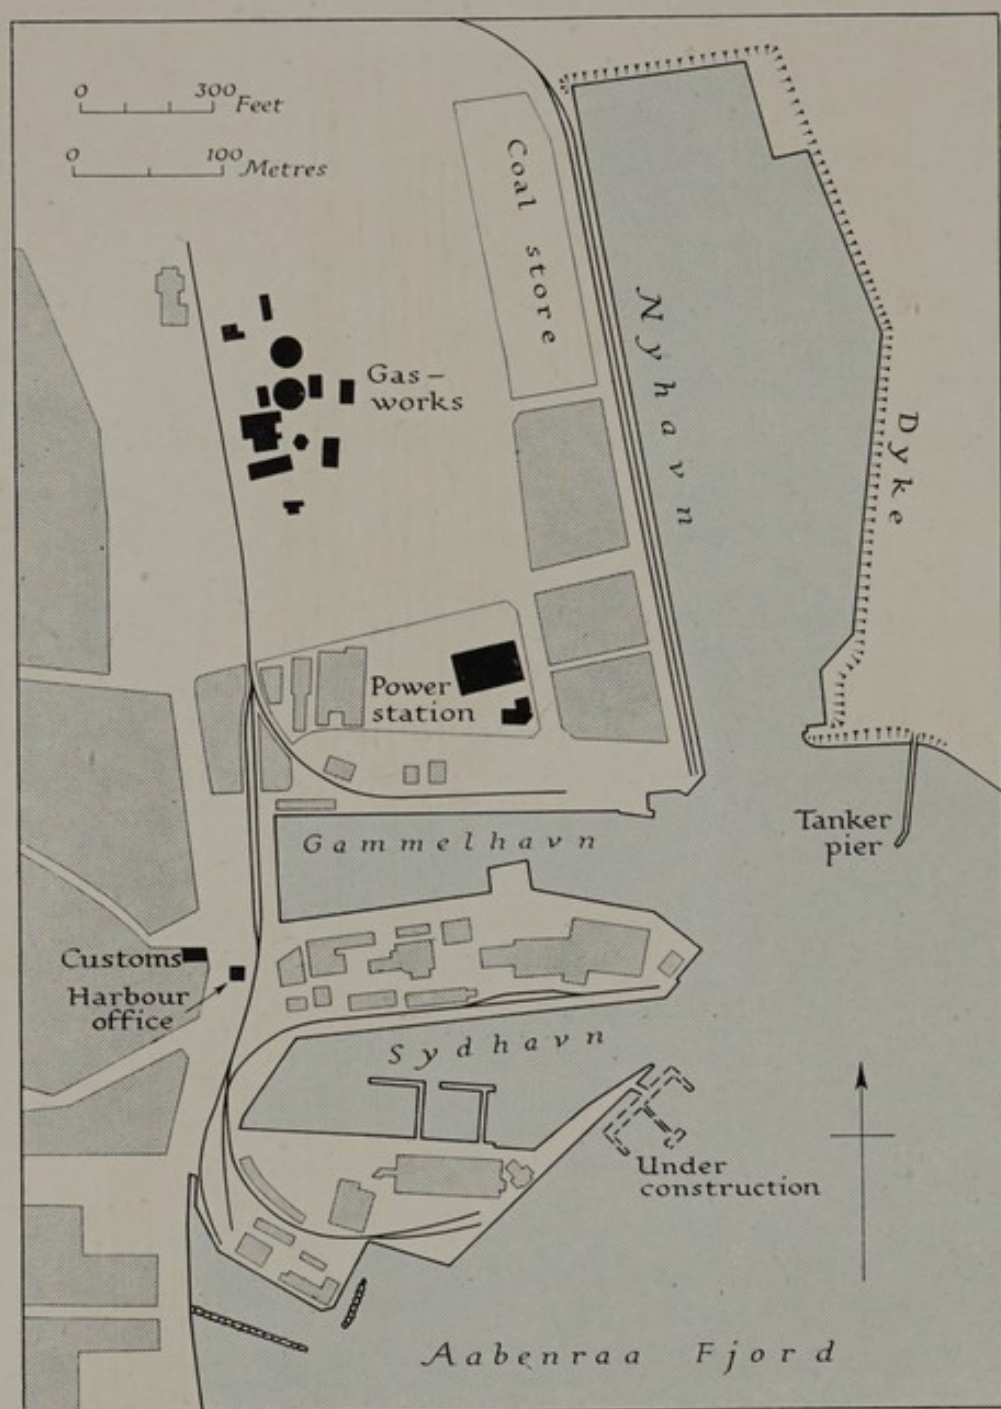 0 300 Feet
0 100 Metres
Coal store
Nyhavn
Gas –
works
Dyke
Power
station
Tanker
pier
Gammelhavn
Customs
Harbour
office
Sydhavn
Under
construction
Aabenraa Fjord